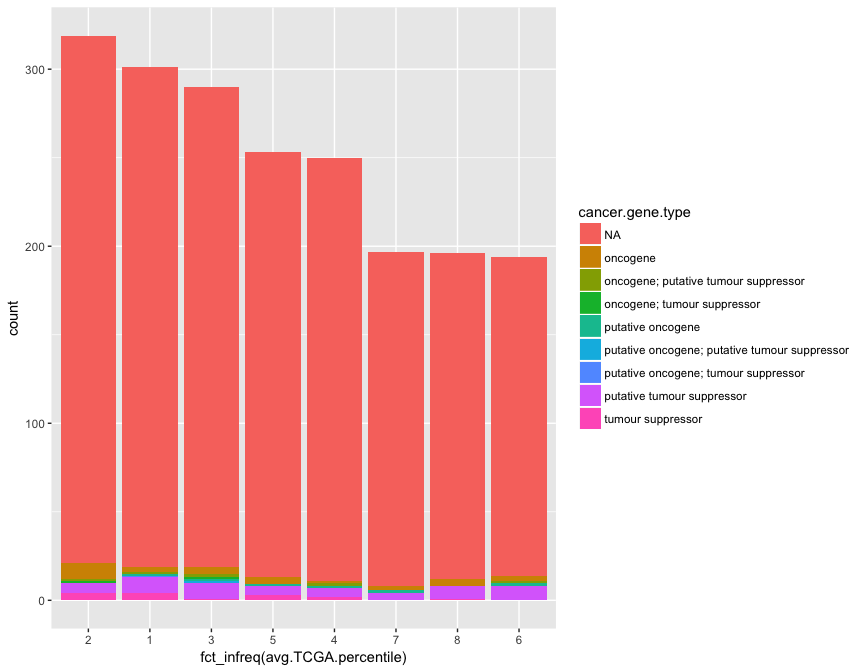 300
200
100
0
count
2 1 3 5 4 7 8 6
fct_infreq(avg.TCGA.percentile)
cancer.gene.type
NA
oncogene
oncogene; putative tumour suppressor
oncogene; tumour suppressor
putative oncogene
putative oncogene; putative tumour suppressor
putative oncogene; tumour suppressor
putative tumour suppressor
tumour suppressor